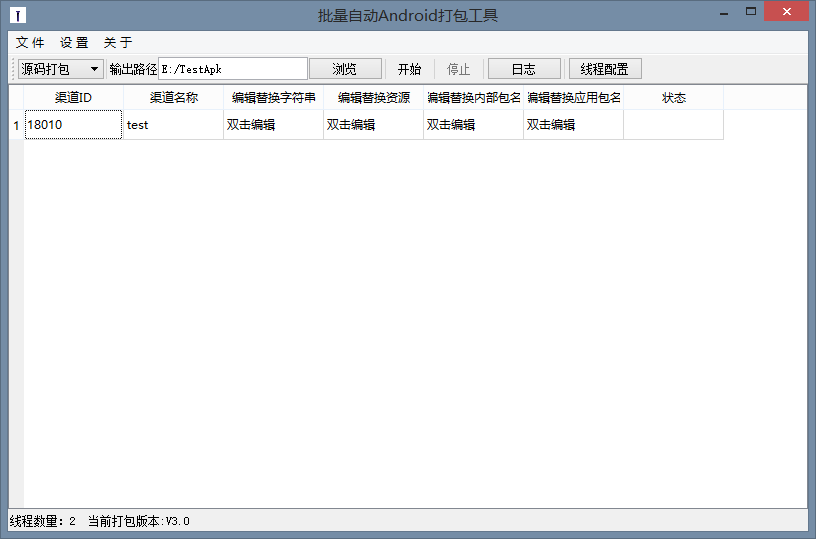 批量自动Android打包工具
文件 设置 关于
源码打包 输出路径 E:/TestApk 浏览 开始 停止 日志 线程配置
渠道ID 渠道名称 编辑替换字符串 编辑替换资源 编辑替换内部包名 编辑替换应用包名 状态
1 18010 test 双击编辑 双击编辑 双击编辑 双击编辑
线程数量：2 当前打包版本:V3.0